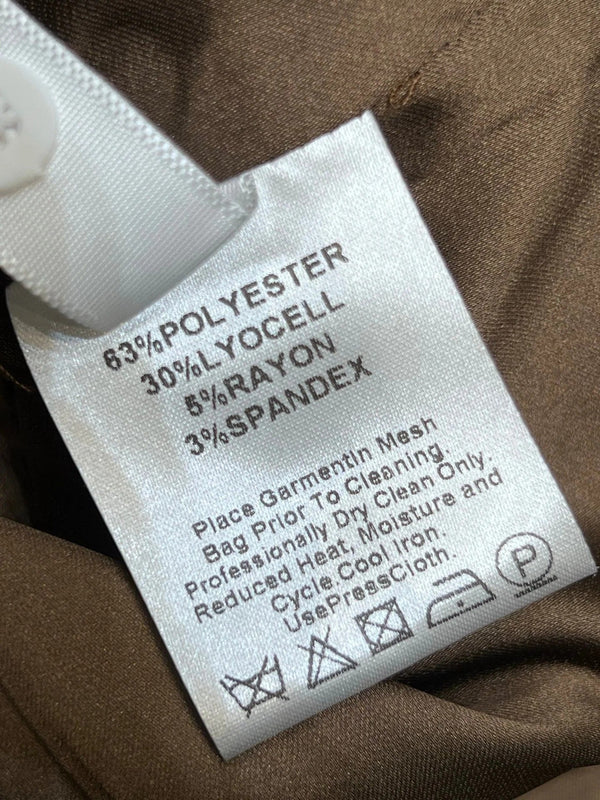 63%POLYESTER
30%LYOCELL
5%RAYON
3%SPANDEX
Place GarmentIn Mesh
Bag Prior To Cleaning.
Professionally Dry Clean Only.
Reduced Heat, Moisture and
Cycle.Cool Iron.
UsePressCloth.
P